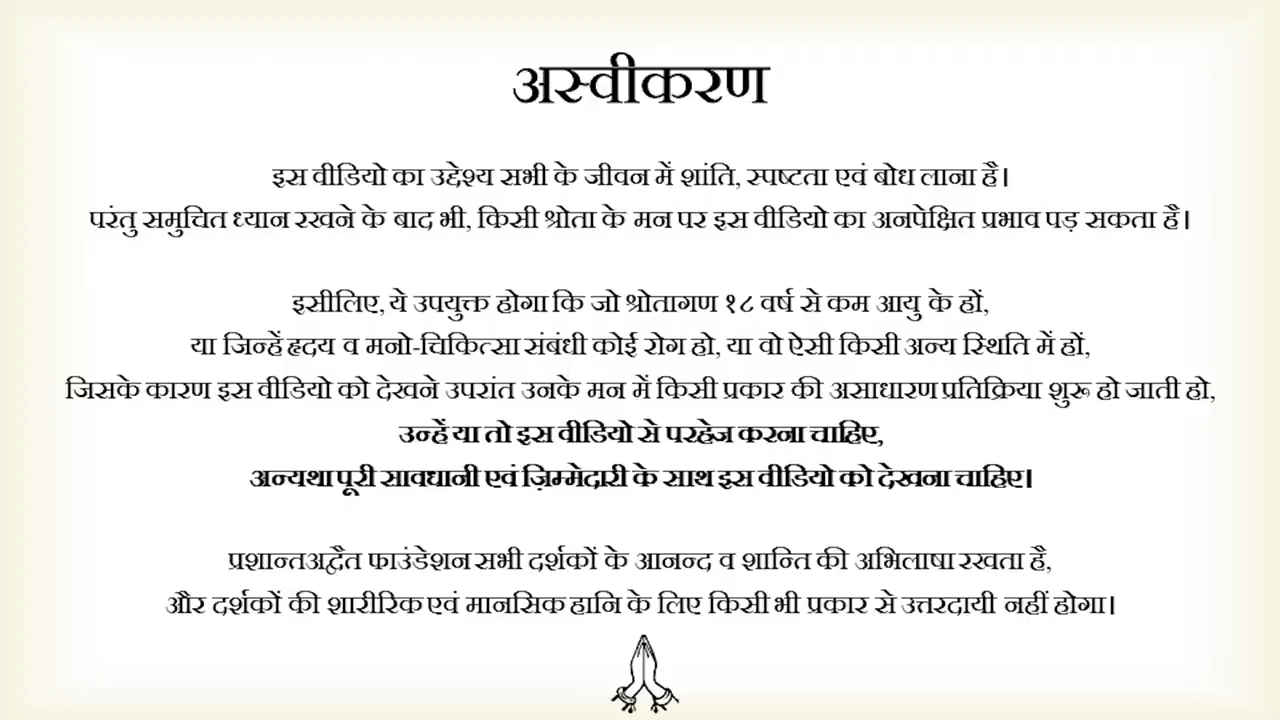 अस्वीकरण
इस वीडियो का उद्देश्य सभी के जीवन में शांति, स्पष्टता एवं बोध लाना है।
परंतु समुचित ध्यान रखने के बाद भी, किसी श्रोता के मन पर इस वीडियो का अनपेक्षित प्रभाव पड़ सकता है।
इसीलिए, ये उपयुक्त होगा कि जो श्रोतागण १८ वर्ष से कम आयु के हों,
या जिन्हें हृदय व मनो-चिकित्सा संबंधी कोई रोग हो, या वो ऐसी किसी अन्य स्थिति में हों,
जिसके कारण इस वीडियो को देखने उपरांत उनके मन में किसी प्रकार की असाधारण प्रतिक्रिया शुरू हो जाती हो,
उन्हें या तो इस वीडियो से परहेज करना चाहिए,
अन्यथा पूरी सावधानी एवं ज़िम्मेदारी के साथ इस वीडियो को देखना चाहिए।
प्रशान्तअद्वैत फाउंडेशन सभी दर्शकों के आनन्द व शान्ति की अभिलाषा रखता है,
और दर्शकों की शारीरिक एवं मानसिक हानि के लिए किसी भी प्रकार से उत्तरदायी नहीं होगा।